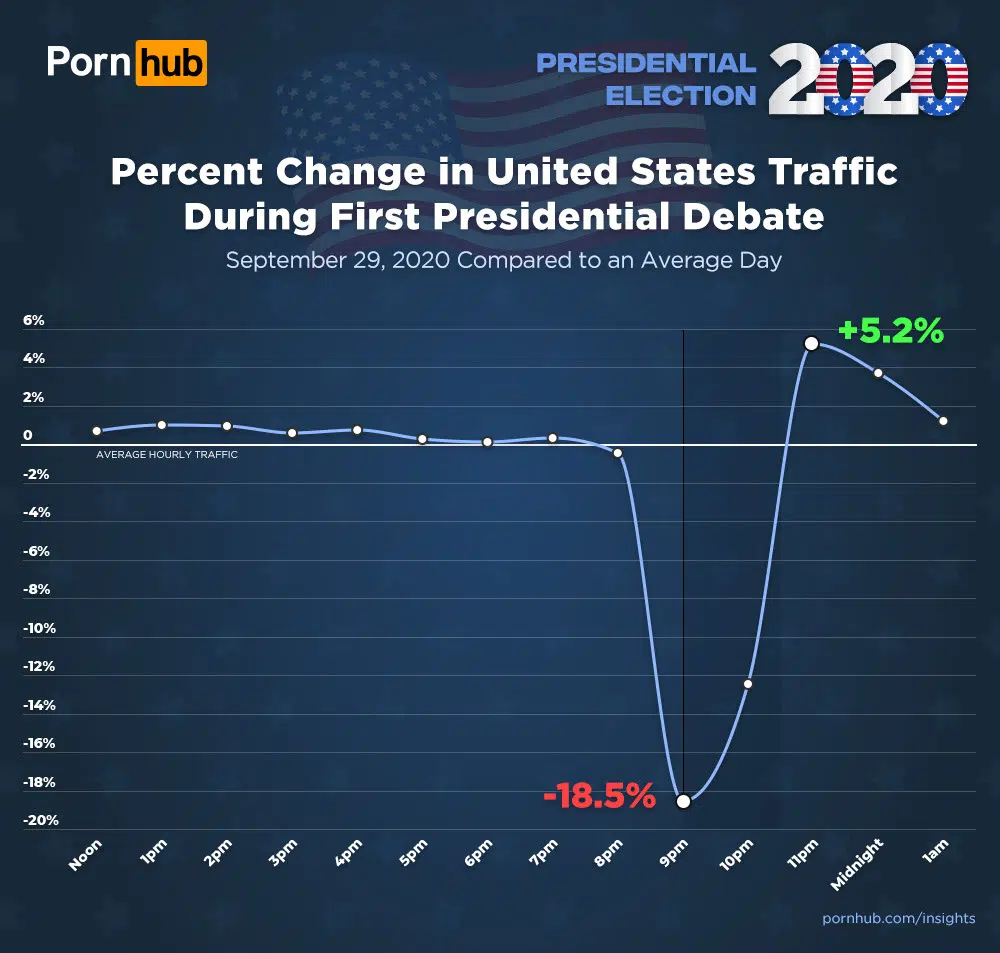 Porn hub
PRESIDENTIAL
ELECTION
2020
Percent Change in United States Traffic
During First Presidential Debate
September 29, 2020 Compared to an Average Day
6%
+5.2%
4%
2%
0
AVERAGE HOURLY TRAFFIC
-2%
-4%
-6%
-8%
-10%
-12%
-14%
-16%
-18%
-18.5%
-20%
Noon
1pm
2pm
3pm
4pm
5pm
6pm
7pm
8pm
9pm
10pm
11pm
Midnight
1am
pornhub.com/insights